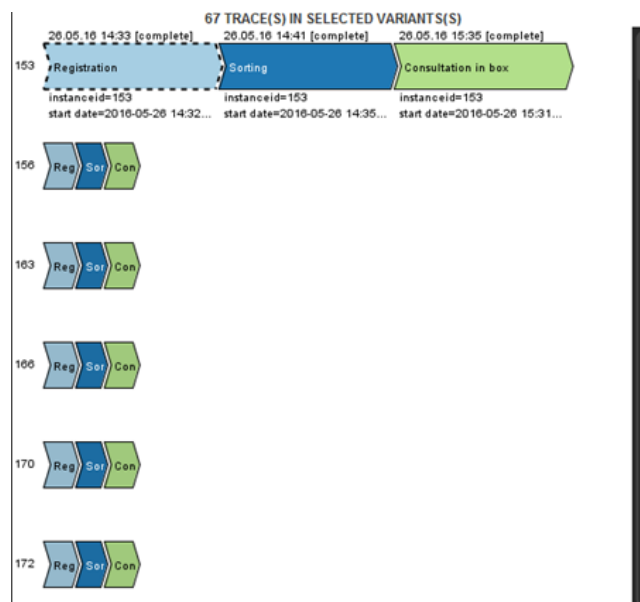 67 TRACE(S) IN SELECTED VARIANTS(S)
26.05.16 14:33 [complete] 26.05.16 14:41 [complete] 26.05.16 15:35 [complete]
153 Registration Sorting Consultation in box
instanceid=153 instanceid=153 instanceid=153
start date=2016-05-26 14:32... start date=2016-05-26 14:35... start date=2016-05-26 15:31...
156 Reg Sor Con
163 Reg Sor Con
166 Reg Sor Con
170 Reg Sor Con
172 Reg Sor Con